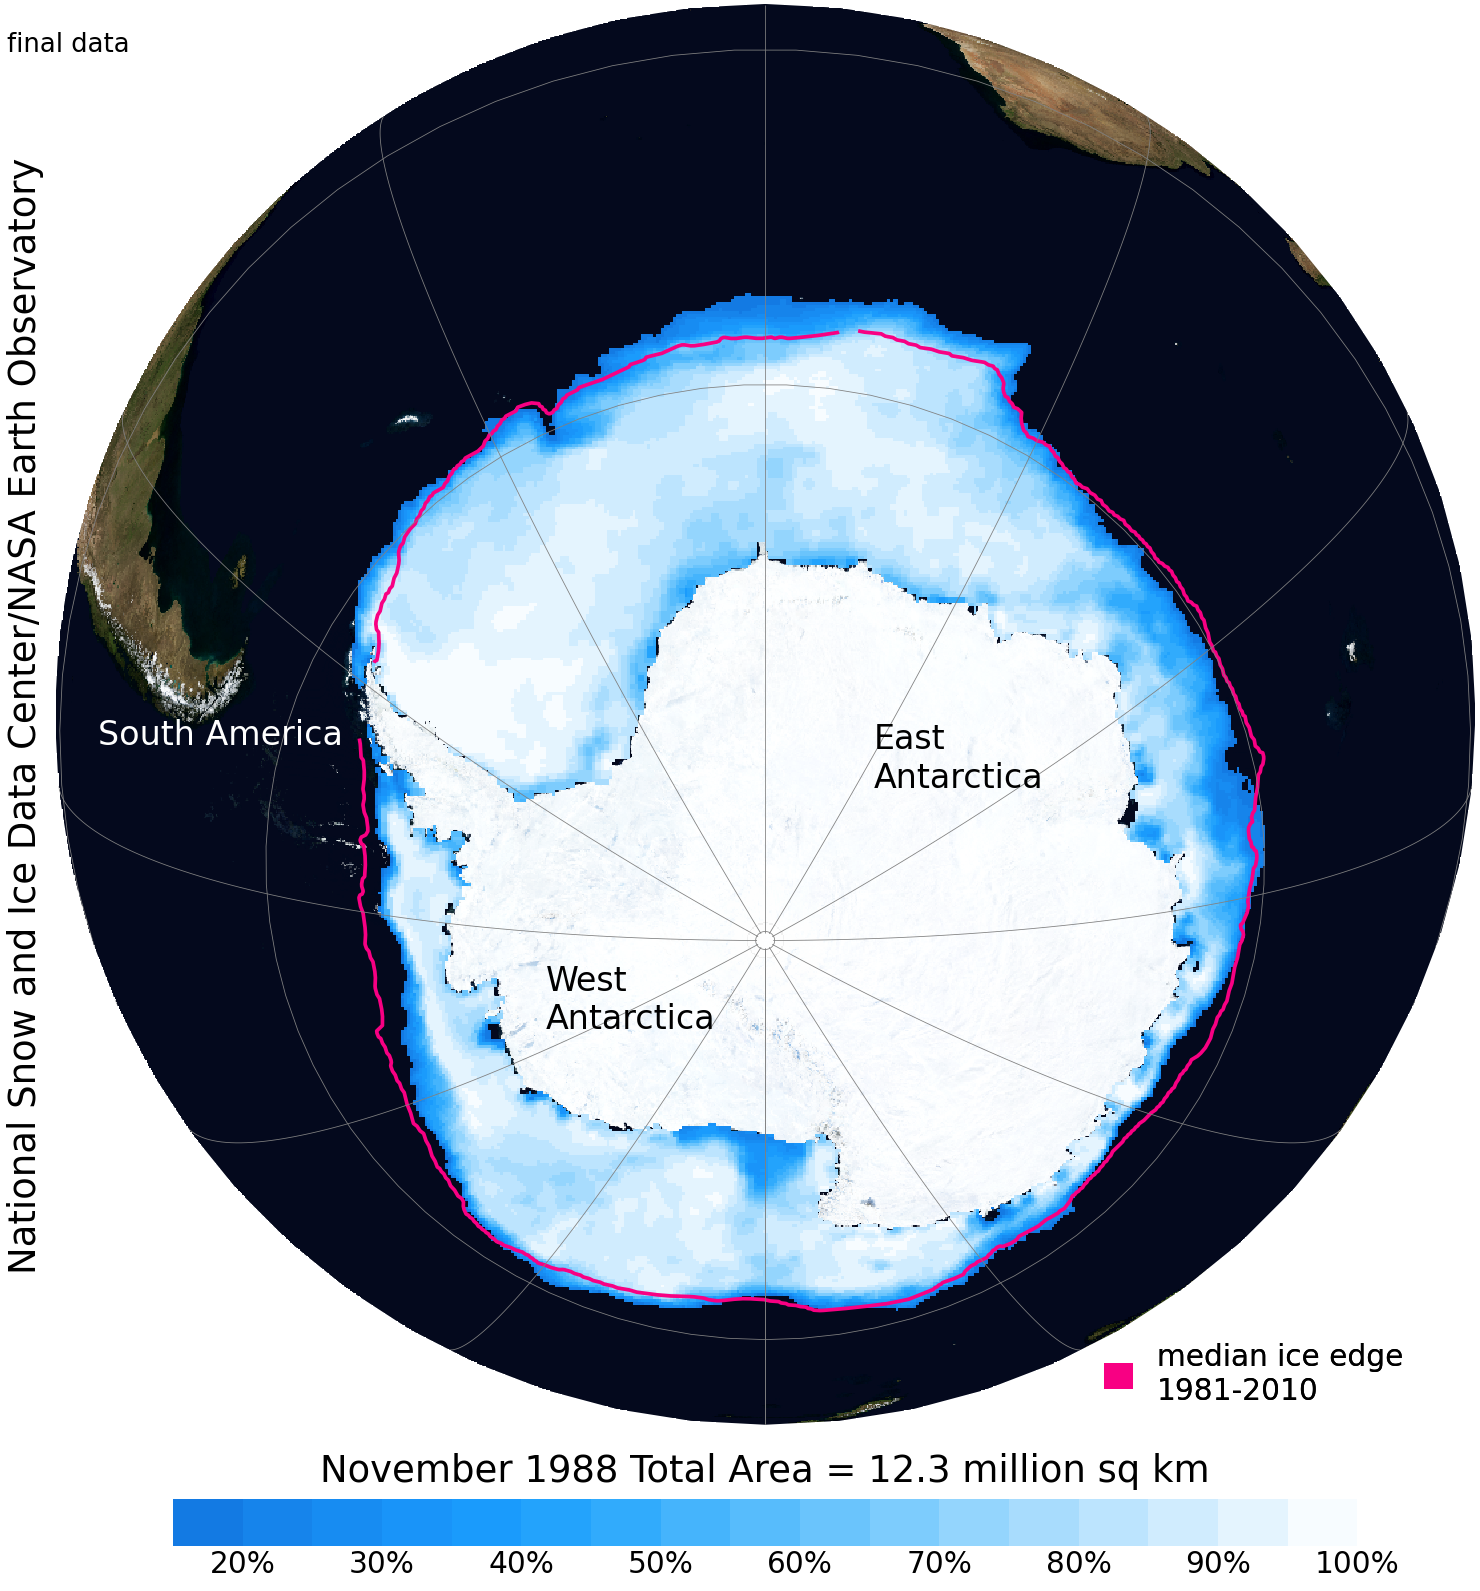 final data
National Snow and Ice Data Center/NASA Earth Observatory
South America
East
Antarctica
West
Antarctica
median ice edge
1981-2010
November 1988 Total Area = 12.3 million sq km
20% 30% 40% 50% 60% 70% 80% 90% 100%